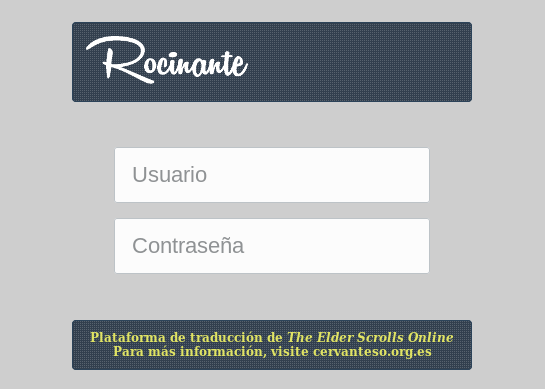 Rocinante
Usuario
Contraseña
Plataforma de traducción de The Elder Scrolls Online
Para más información, visite cervanteso.org.es